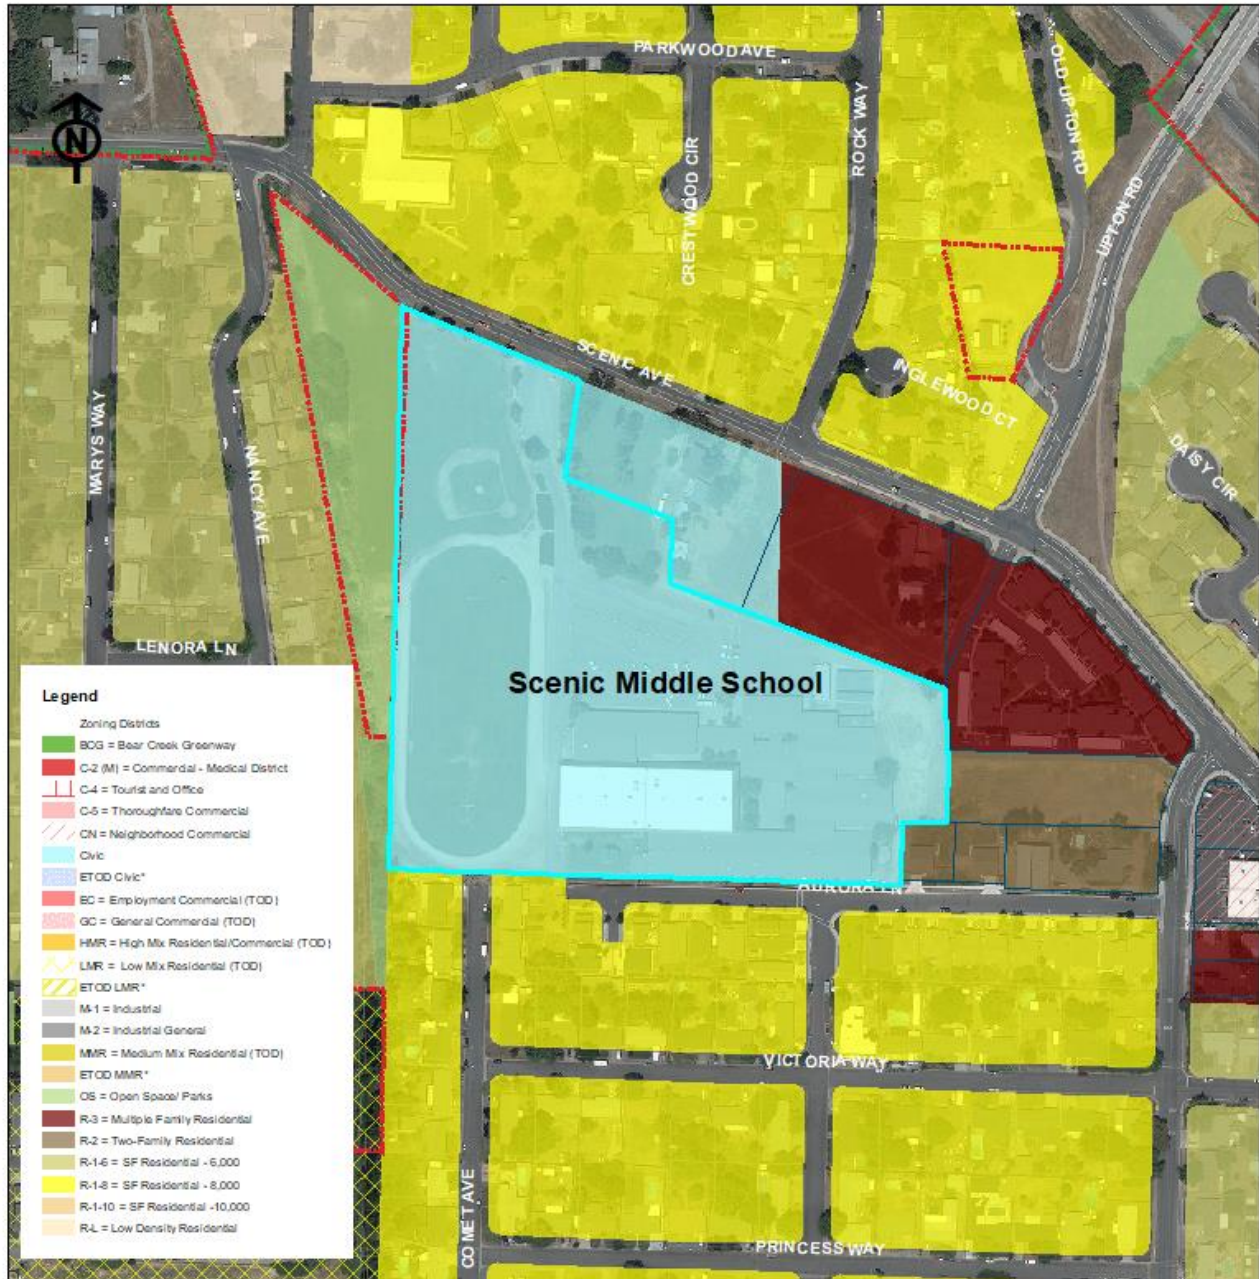 PARKWOOD AVE
OLD UPTON RD
N
ROCK WAY
CRESTWOOD CIR
UPTON RD
SCENIC AVE
INGLEWOOD CT
MARYS WAY
NANCY AVE
DAISY CIR
LENORA LN
Scenic Middle School
Legend
Zoning Districts
BCG = Bear Creek Greenway
C-2 (M) = Commercial - Medical District
C-4 = Tourist and Office
C-5 = Thoroughfare Commercial
CN = Neighborhood Commercial
Civic
ETOD Civic*
EC = Employment Commercial (TOD)
GC = General Commercial (TOD)
HMR = High Mix Residential/Commercial (TOD)
LMR = Low Mix Residential (TOD)
ETOD LMR*
M-1 = Industrial
M-2 = Industrial General
MMR = Medium Mix Residential (TOD)
ETOD MMR*
OS = Open Space/ Parks
R-3 = Multiple Family Residential
R-2 = Two-Family Residential
R-1-6 = SF Residential - 6,000
R-1-8 = SF Residential - 8,000
R-1-10 = SF Residential -10,000
R-L = Low Density Residential
AURORA LN
VICTORIA WAY
COMET AVE
PRINCESS WAY